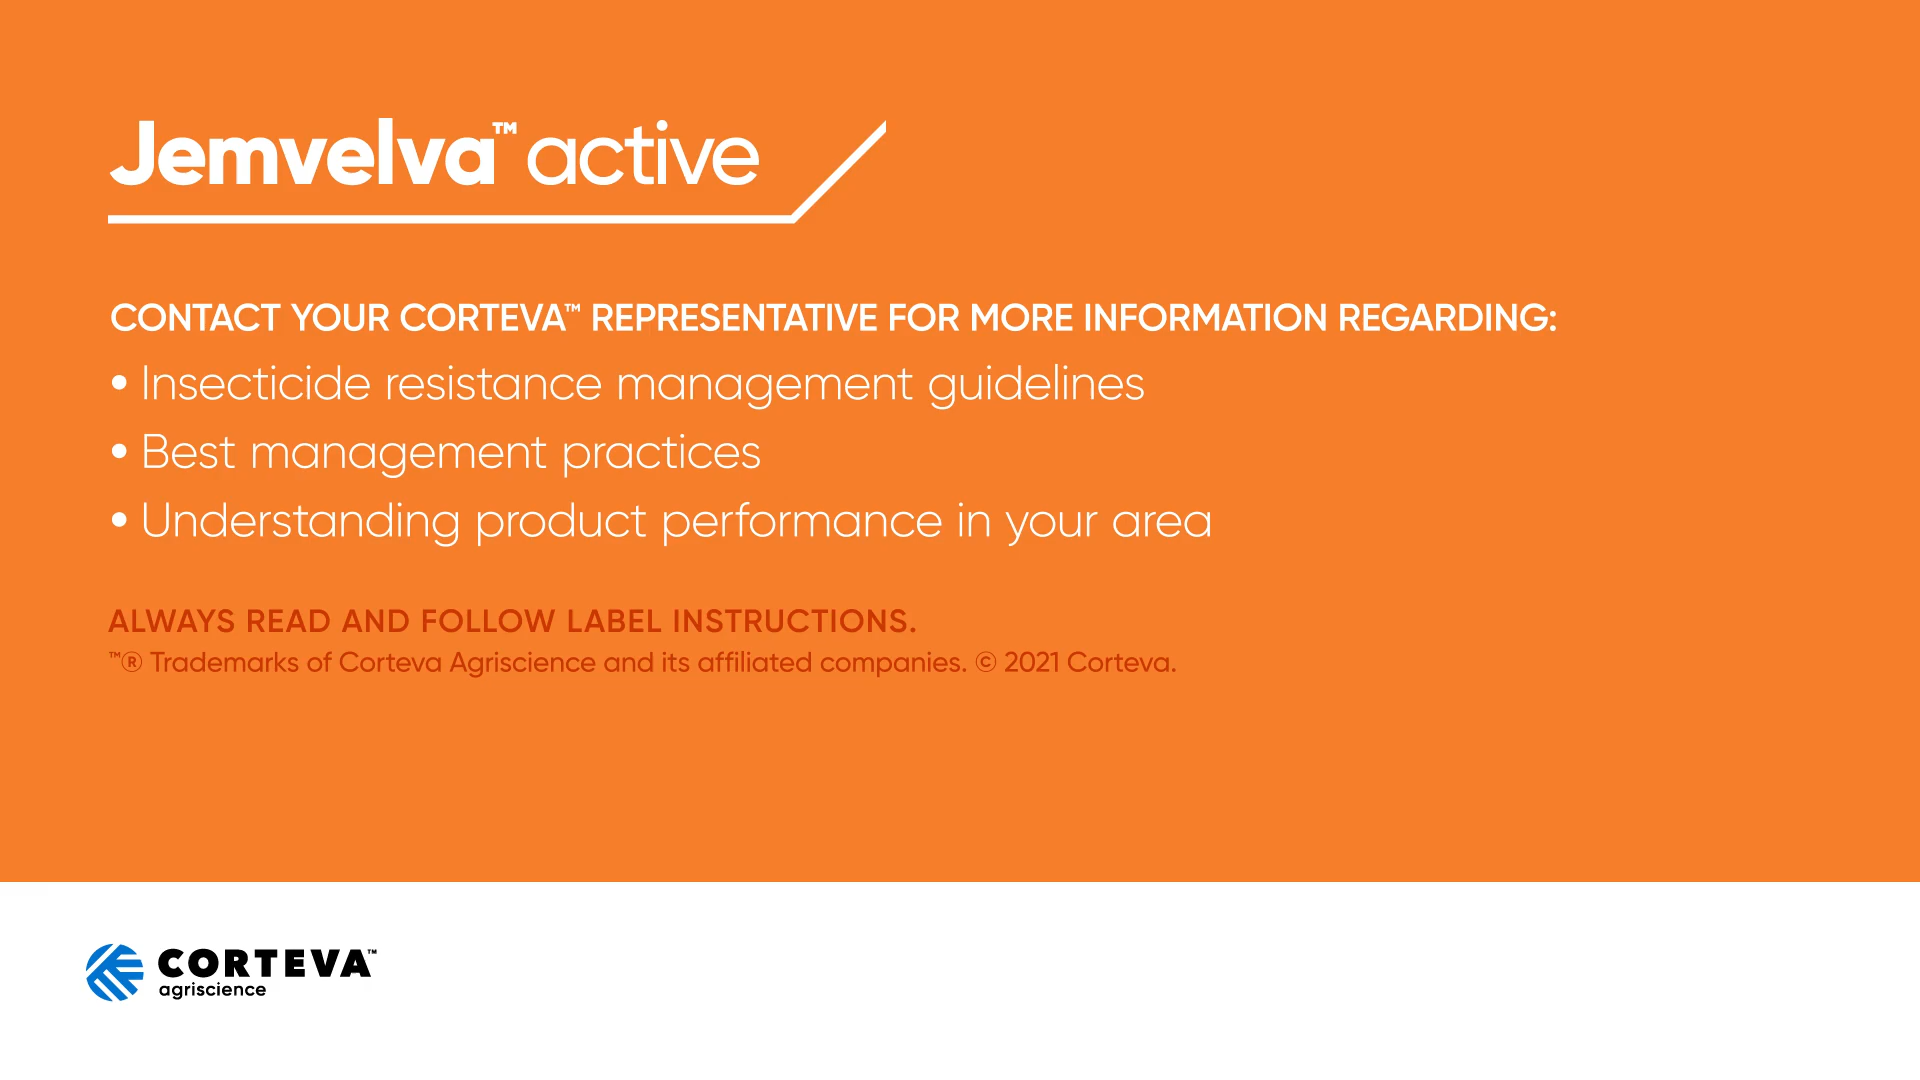 Jemvelva™ active
CONTACT YOUR CORTEVA™ REPRESENTATIVE FOR MORE INFORMATION REGARDING:
• Insecticide resistance management guidelines
• Best management practices
• Understanding product performance in your area
ALWAYS READ AND FOLLOW LABEL INSTRUCTIONS.
™® Trademarks of Corteva Agriscience and its affiliated companies. © 2021 Corteva.
CORTEVA™
agriscience